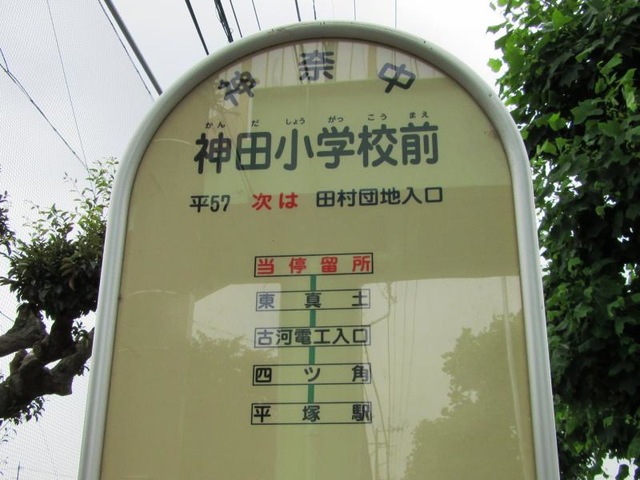 神奈中
かんだしょうがっこうまえ
神田小学校前
平57 次は 田村団地入口
当停留所
東真土
古河電工入口
四ツ角
平塚駅